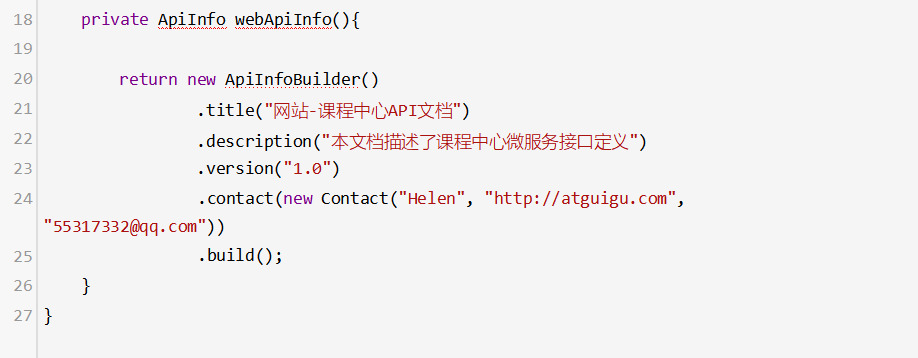 18 private ApiInfo webApiInfo(){
19
20 return new ApiInfoBuilder()
21 .title("网站-课程中心API文档")
22 .description("本文档描述了课程中心微服务接口定义")
23 .version("1.0")
24 .contact(new Contact("Helen", "http://atguigu.com",
"55317332@qq.com"))
25 .build();
26 }
27 }